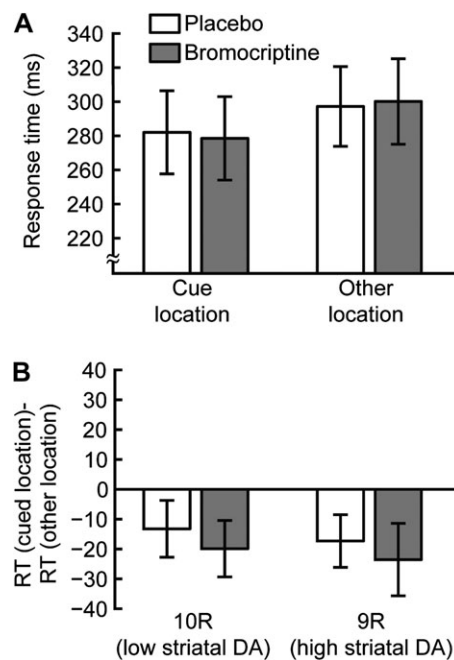 A
Placebo
Bromocriptine
Response time (ms)
340
320
300
280
260
240
220
Cue
location
Other
location
B
RT (cued location)-
RT (other location)
40
30
20
10
0
−10
−20
−30
−40
10R
(low striatal DA)
9R
(high striatal DA)